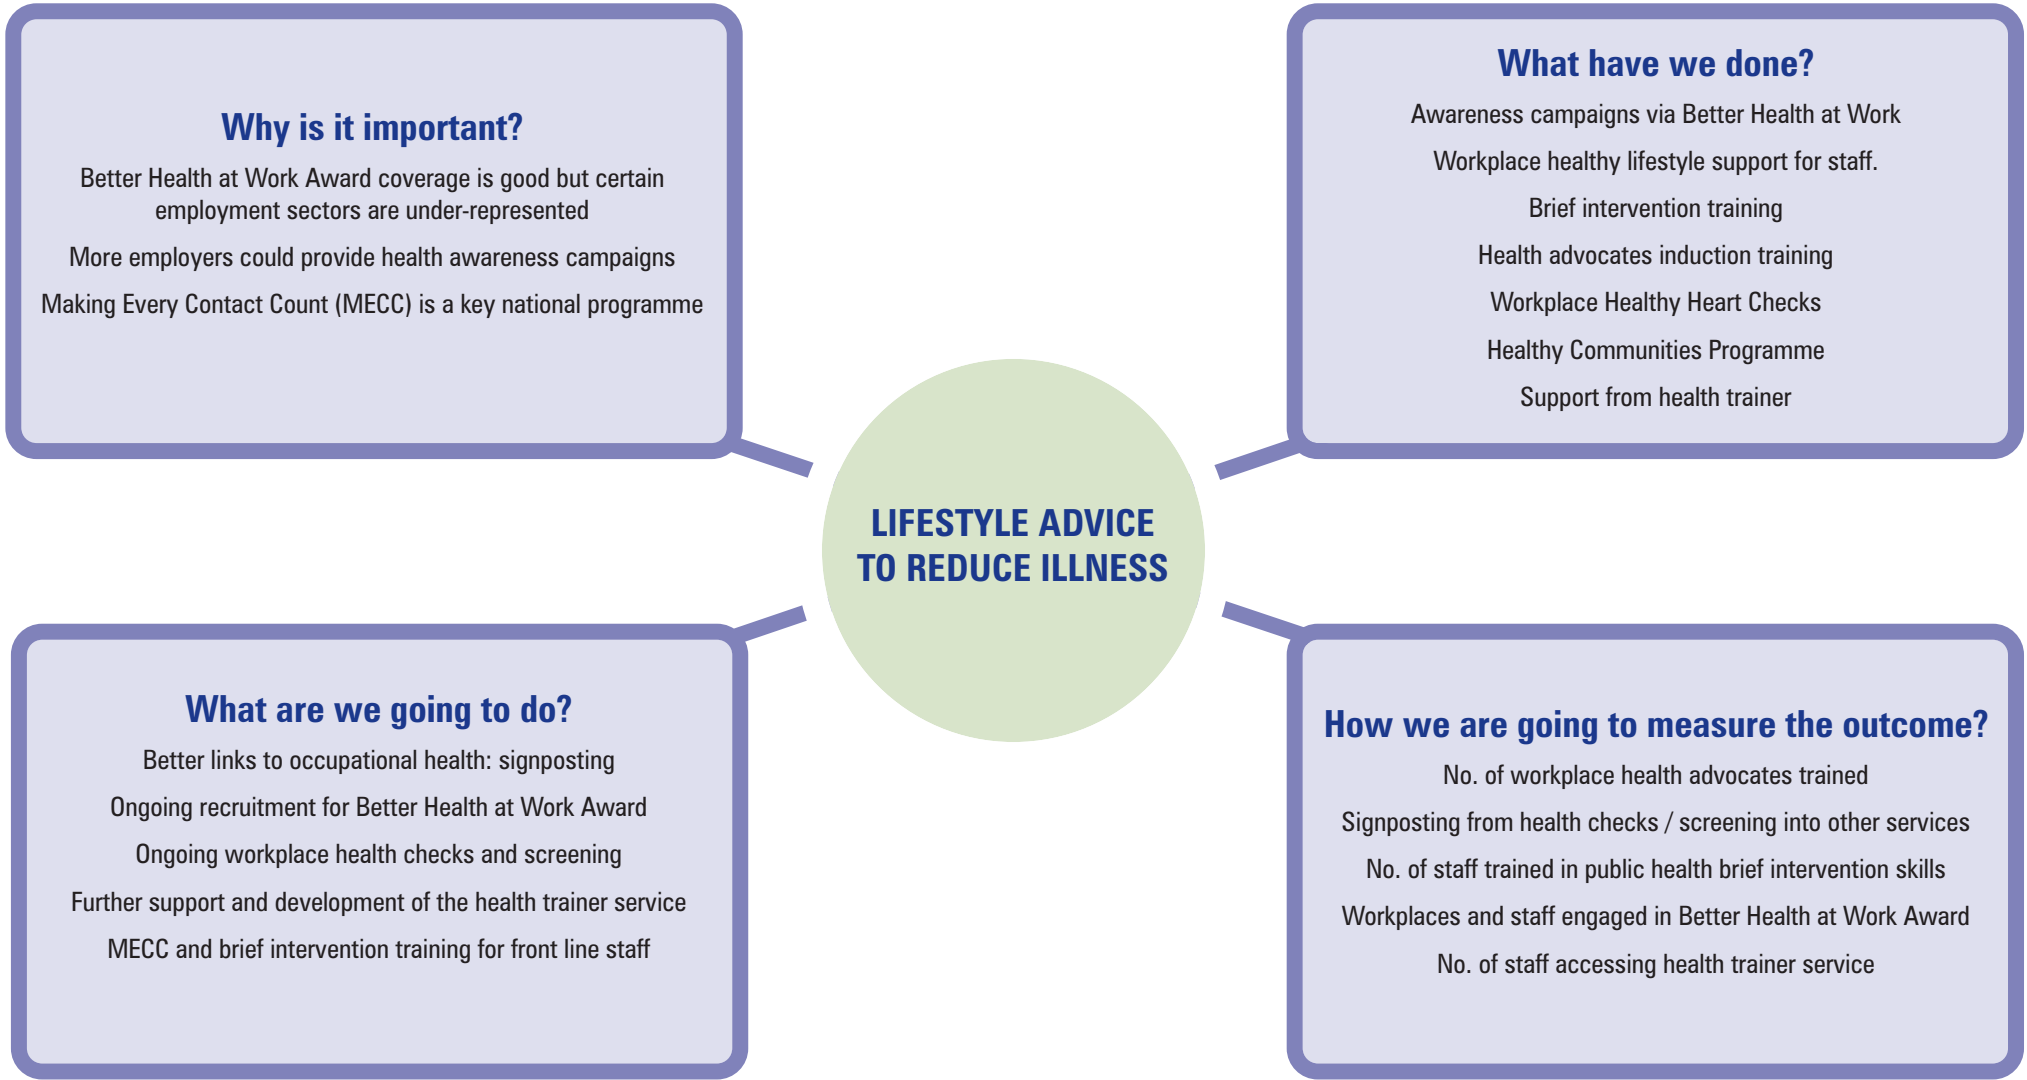 Why is it important?
Better Health at Work Award coverage is good but certain
employment sectors are under-represented
More employers could provide health awareness campaigns
Making Every Contact Count (MECC) is a key national programme
What have we done?
Awareness campaigns via Better Health at Work
Workplace healthy lifestyle support for staff.
Brief intervention training
Health advocates induction training
Workplace Healthy Heart Checks
Healthy Communities Programme
Support from health trainer
LIFESTYLE ADVICE
TO REDUCE ILLNESS
What are we going to do?
Better links to occupational health: signposting
Ongoing recruitment for Better Health at Work Award
Ongoing workplace health checks and screening
Further support and development of the health trainer service
MECC and brief intervention training for front line staff
How we are going to measure the outcome?
No. of workplace health advocates trained
Signposting from health checks / screening into other services
No. of staff trained in public health brief intervention skills
Workplaces and staff engaged in Better Health at Work Award
No. of staff accessing health trainer service